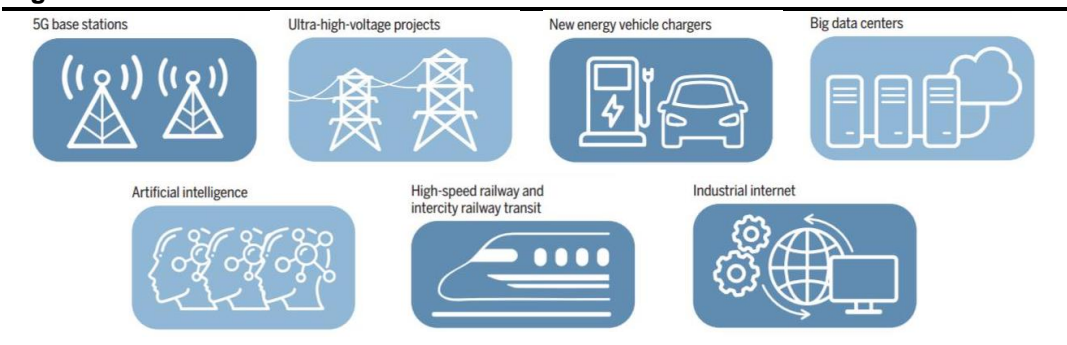 5G base stations
Ultra-high-voltage projects
New energy vehicle chargers
Big data centers
Artificial intelligence
High-speed railway and
intercity railway transit
Industrial internet